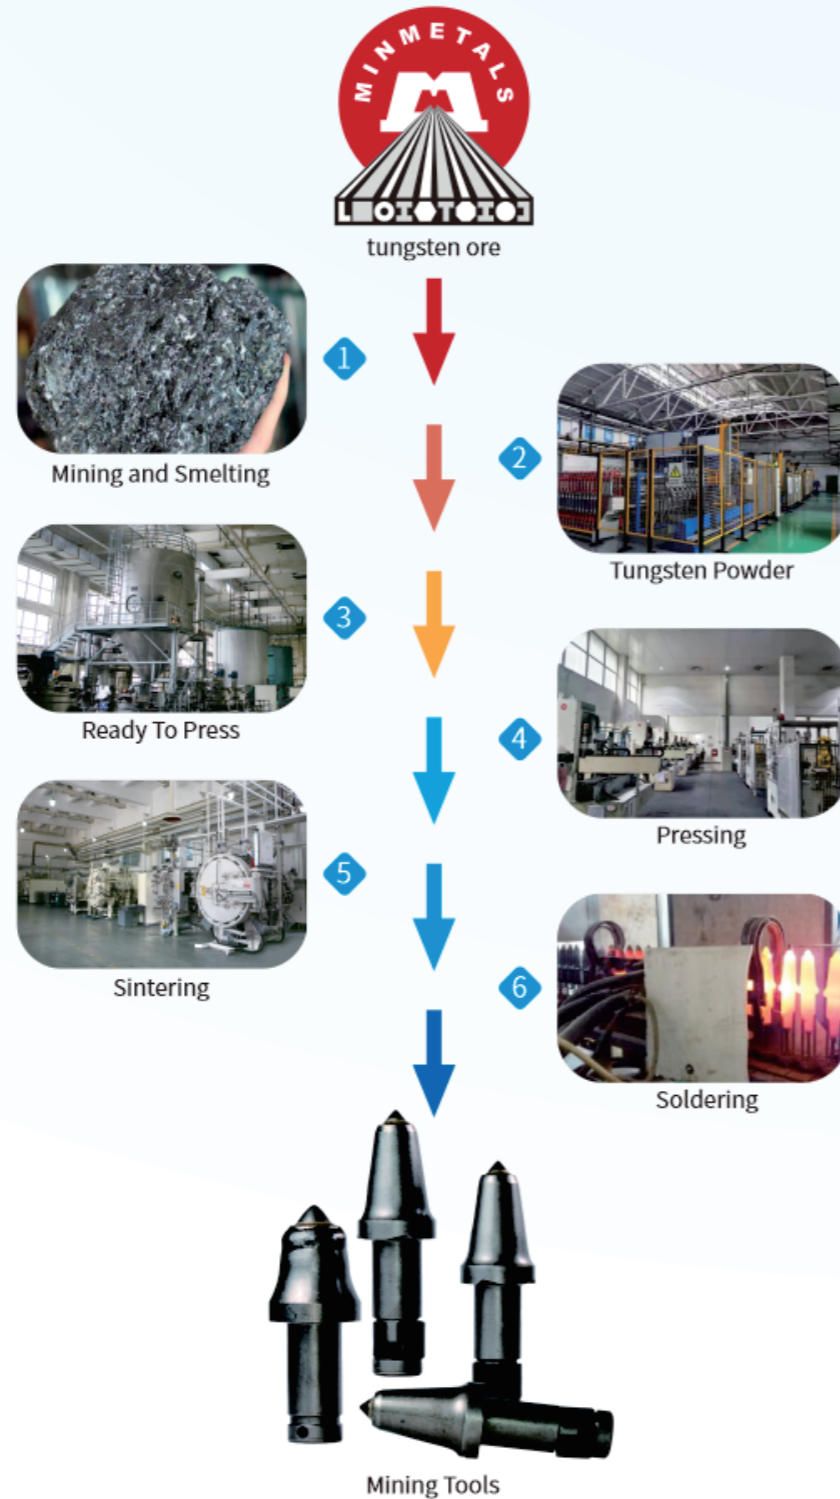 MINMETALS
tungsten ore
1
Mining and Smelting
2
Tungsten Powder
3
Ready To Press
4
Pressing
5
Sintering
6
Soldering
Mining Tools